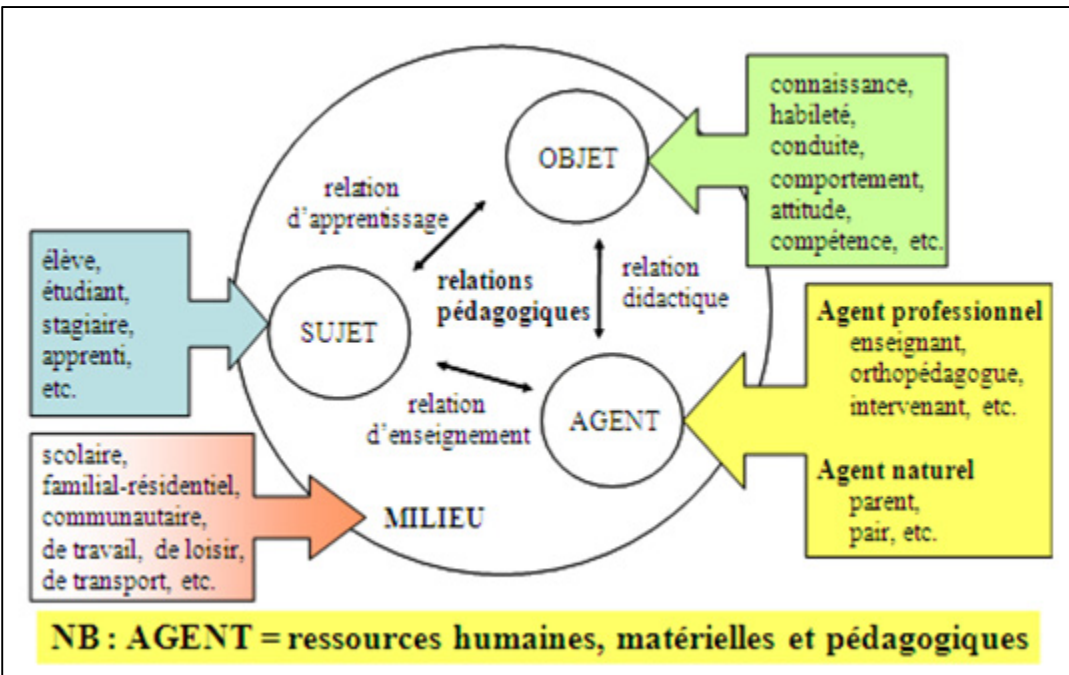 connaissance,
habileté,
conduite,
comportement,
attitude,
compétence, etc.
OBJET
relation
d'apprentissage
élève,
étudiant,
stagiaire,
apprenti,
etc.
relations
pédagogiques
relation
didactique
SUJET
Agent professionnel
enseignant,
orthopédagogue,
intervenant, etc.
Agent naturel
parent,
pair, etc.
relation
d'enseignement
AGENT
scolaire,
familial-résidentiel,
communautaire,
de travail, de loisir,
de transport, etc.
MILIEU
NB : AGENT = ressources humaines, matérielles et pédagogiques